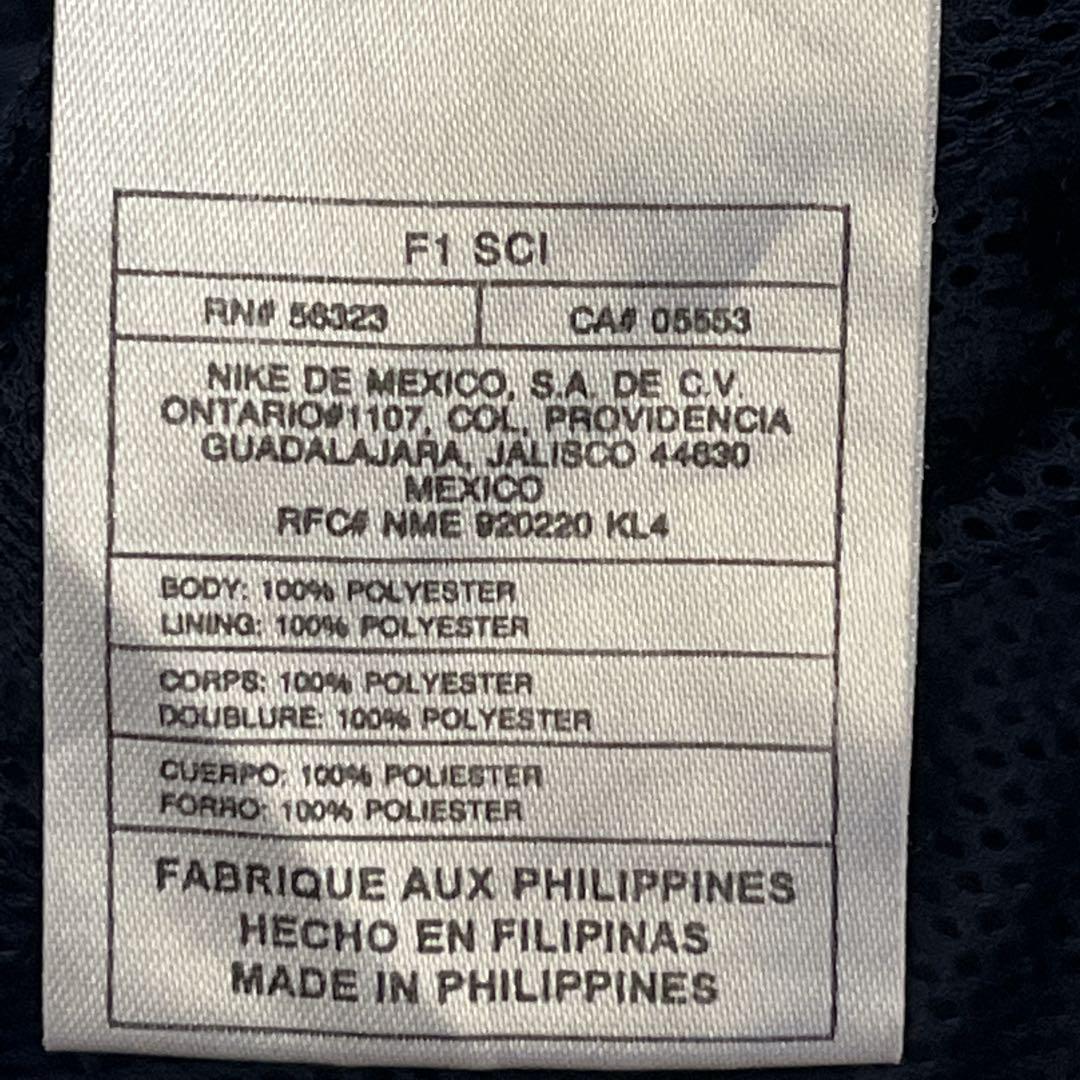 F1 SCI
RN# 56323
CA# 05553
NIKE DE MEXICO, S.A. DE C.V.
ONTARIO#1107, COL, PROVIDENCIA
GUADALAJARA, JALISCO 44630
MEXICO
RFC# NME 920220 KL4
BODY: 100% POLYESTER
LINING: 100% POLYESTER
CORPS: 100% POLYESTER
DOUBLURE: 100% POLYESTER
CUERPO: 100% POLIESTER
FORRO: 100% POLIESTER
FABRIQUE AUX PHILIPPINES
HECHO EN FILIPINAS
MADE IN PHILIPPINES